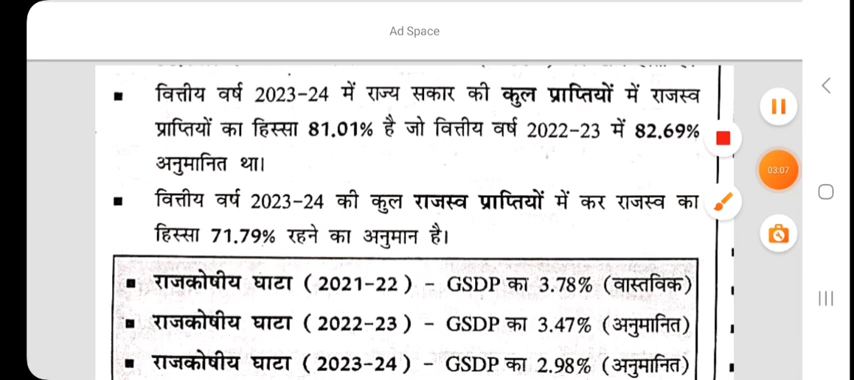 Ad Space
▪ वित्तीय वर्ष 2023-24 में राज्य सकार की कुल प्राप्तियों में राजस्व
प्राप्तियों का हिस्सा 81.01% है जो वित्तीय वर्ष 2022-23 में 82.69%
अनुमानित था।
▪ वित्तीय वर्ष 2023-24 की कुल राजस्व प्राप्तियों में कर राजस्व का
हिस्सा 71.79% रहने का अनुमान है।
▪ राजकोषीय घाटा ( 2021-22 ) - GSDP का 3.78% (वास्तविक)
▪ राजकोषीय घाटा ( 2022-23 ) - GSDP का 3.47% (अनुमानित)
▪ राजकोषीय घाटा ( 2023-24 ) - GSDP का 2.98% (अनुमानित)
03:07